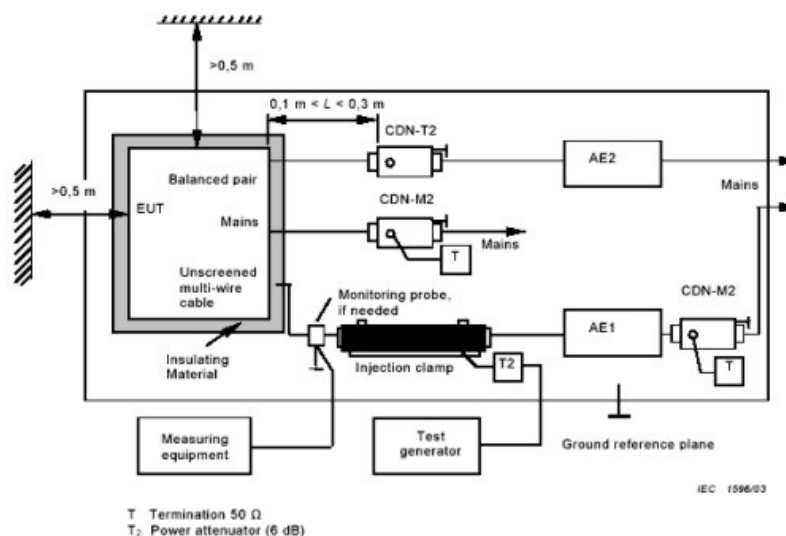 >0,5 m
0,1 m < L < 0,3 m
CDN-T2
>0,5 m
Balanced pair
AE2
EUT
CDN-M2
Mains
Mains
Mains
T
Unscreened
multi-wire
cable
Monitoring probe,
if needed
CDN-M2
AE1
Insulating
Material
Injection clamp
T2
T
Measuring
equipment
Test
generator
Ground reference plane
IEC 1596/03
T Termination 50 Ω
T₂ Power attenuator (6 dB)